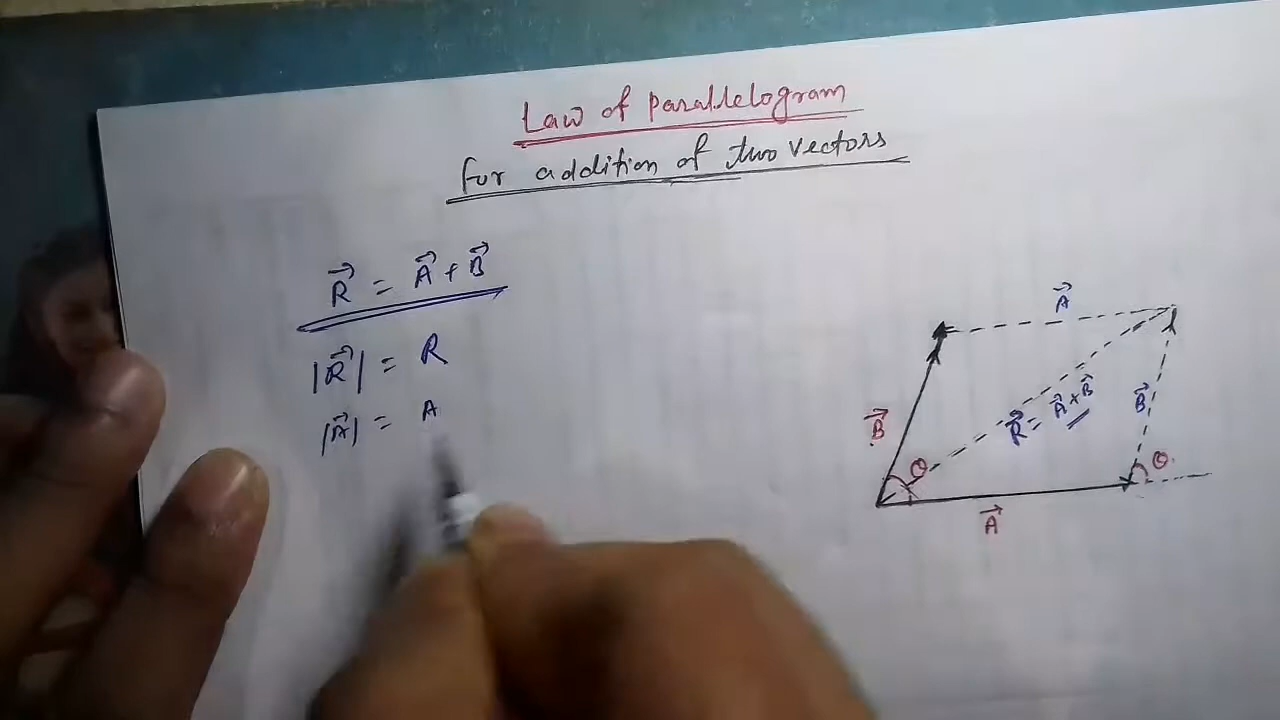 Law of parallelogram
for addition of two vectors
R⃗ = A⃗ + B⃗
|R⃗| = R
|A⃗| = A
A⃗
B⃗
θ
R⃗ = A⃗ + B⃗
B⃗
θ
A⃗